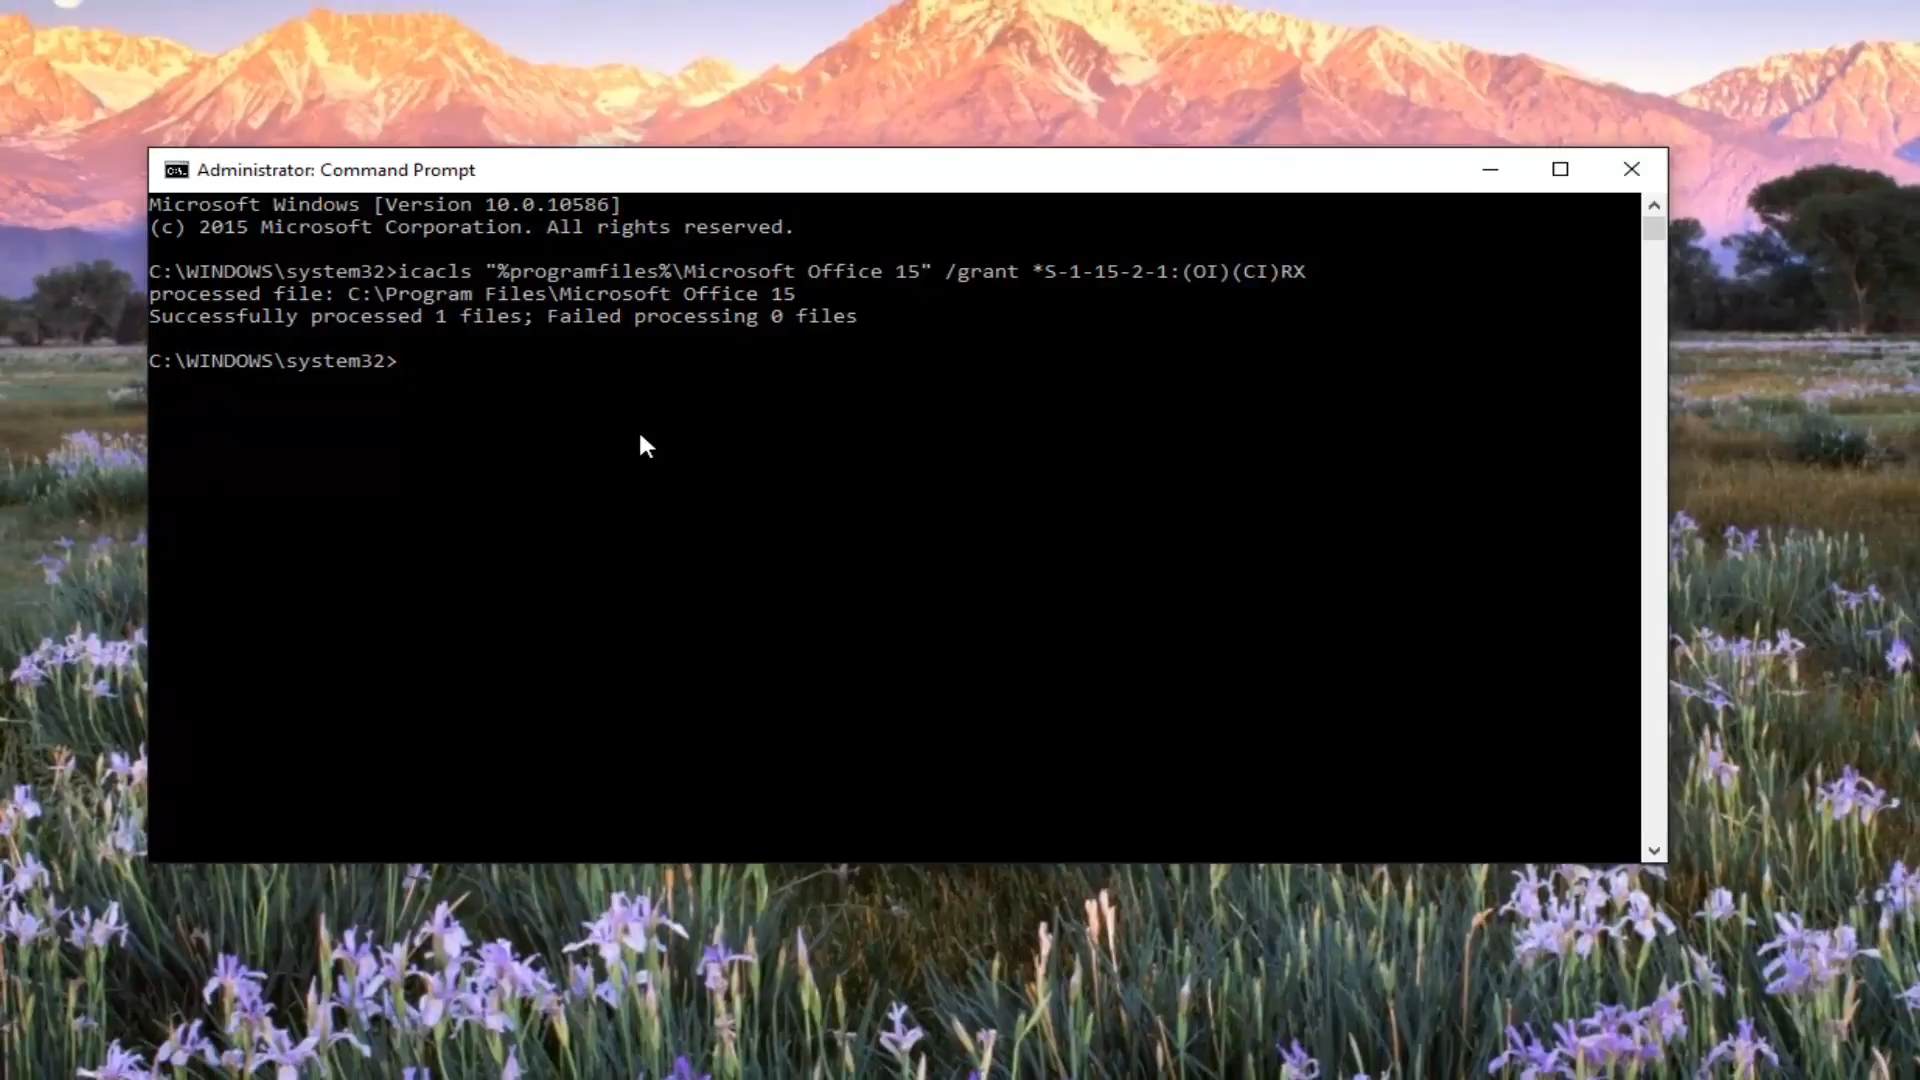 Administrator: Command Prompt
Microsoft Windows [Version 10.0.10586]
(c) 2015 Microsoft Corporation. All rights reserved.
C:\WINDOWS\system32>icacls "%programfiles%\Microsoft Office 15" /grant *S-1-15-2-1:(OI)(CI)RX
processed file: C:\Program Files\Microsoft Office 15
Successfully processed 1 files; Failed processing 0 files
C:\WINDOWS\system32>